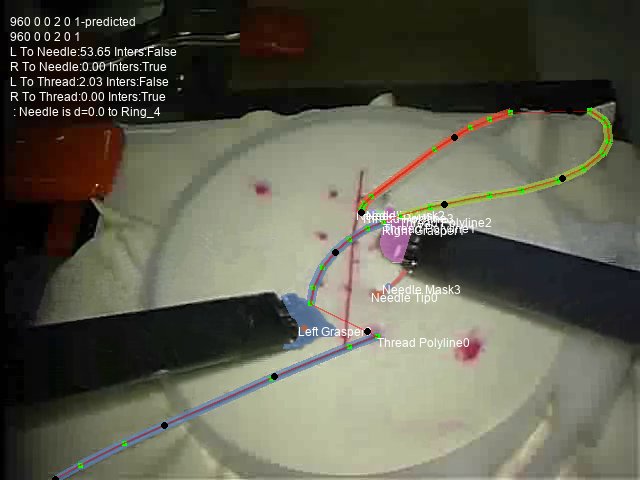 960 0 0 2 0 1-predicted
960 0 0 2 0 1
L To Needle:53.65 Inters:False
R To Needle:0.00 Inters:True
L To Thread:2.03 Inters:False
R To Thread:0.00 Inters:True
: Needle is d=0.0 to Ring_4
Thread Polyline2
Right Grasper
Needle Mask3
Needle Tip0
Left Grasper
Thread Polyline0